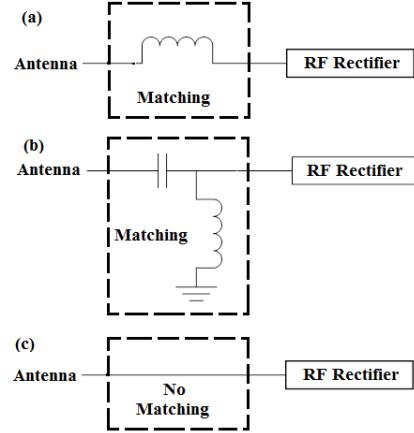 (a)
Antenna
RF Rectifier
Matching
(b)
Antenna
RF Rectifier
Matching
(c)
Antenna
RF Rectifier
No
Matching